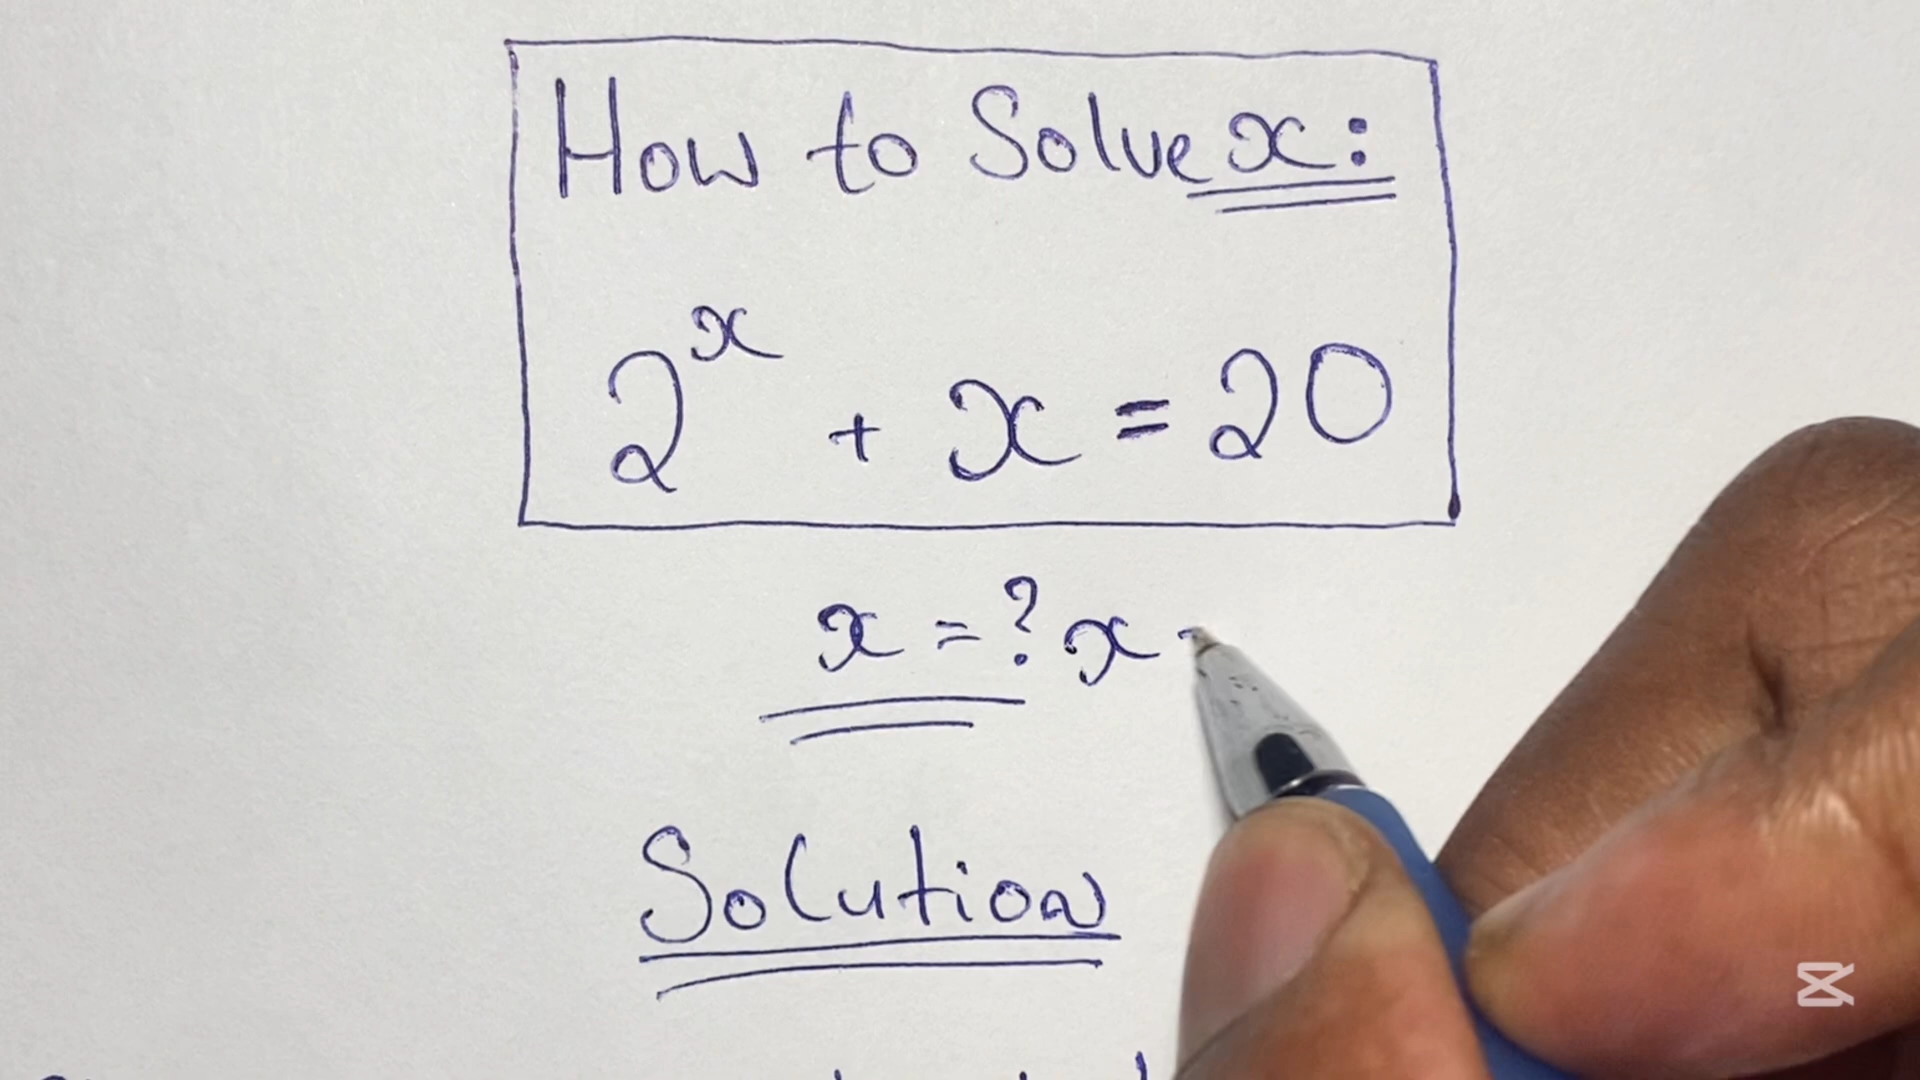 How to Solve x:
2^x + x = 20
x = ? x
Solution